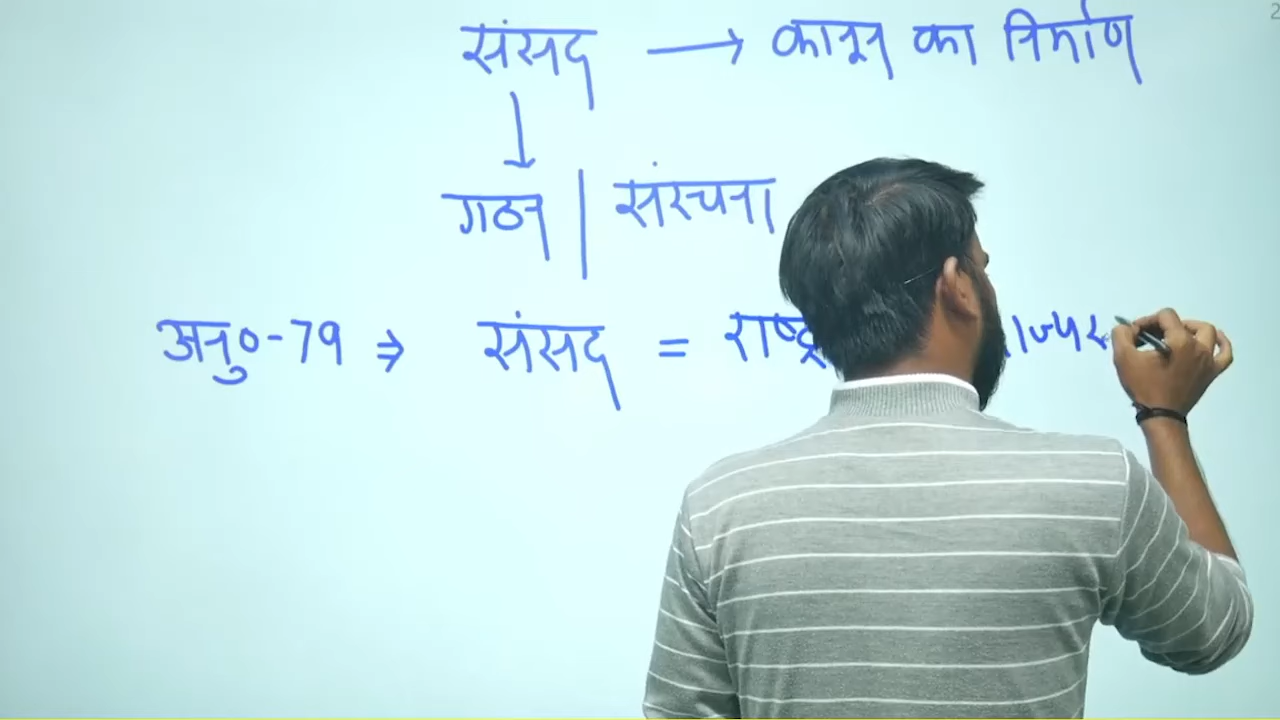 संसद → कानून का निर्माण
गठन | संरचना
अनु०-79 ⇒ संसद = राष्ट्र